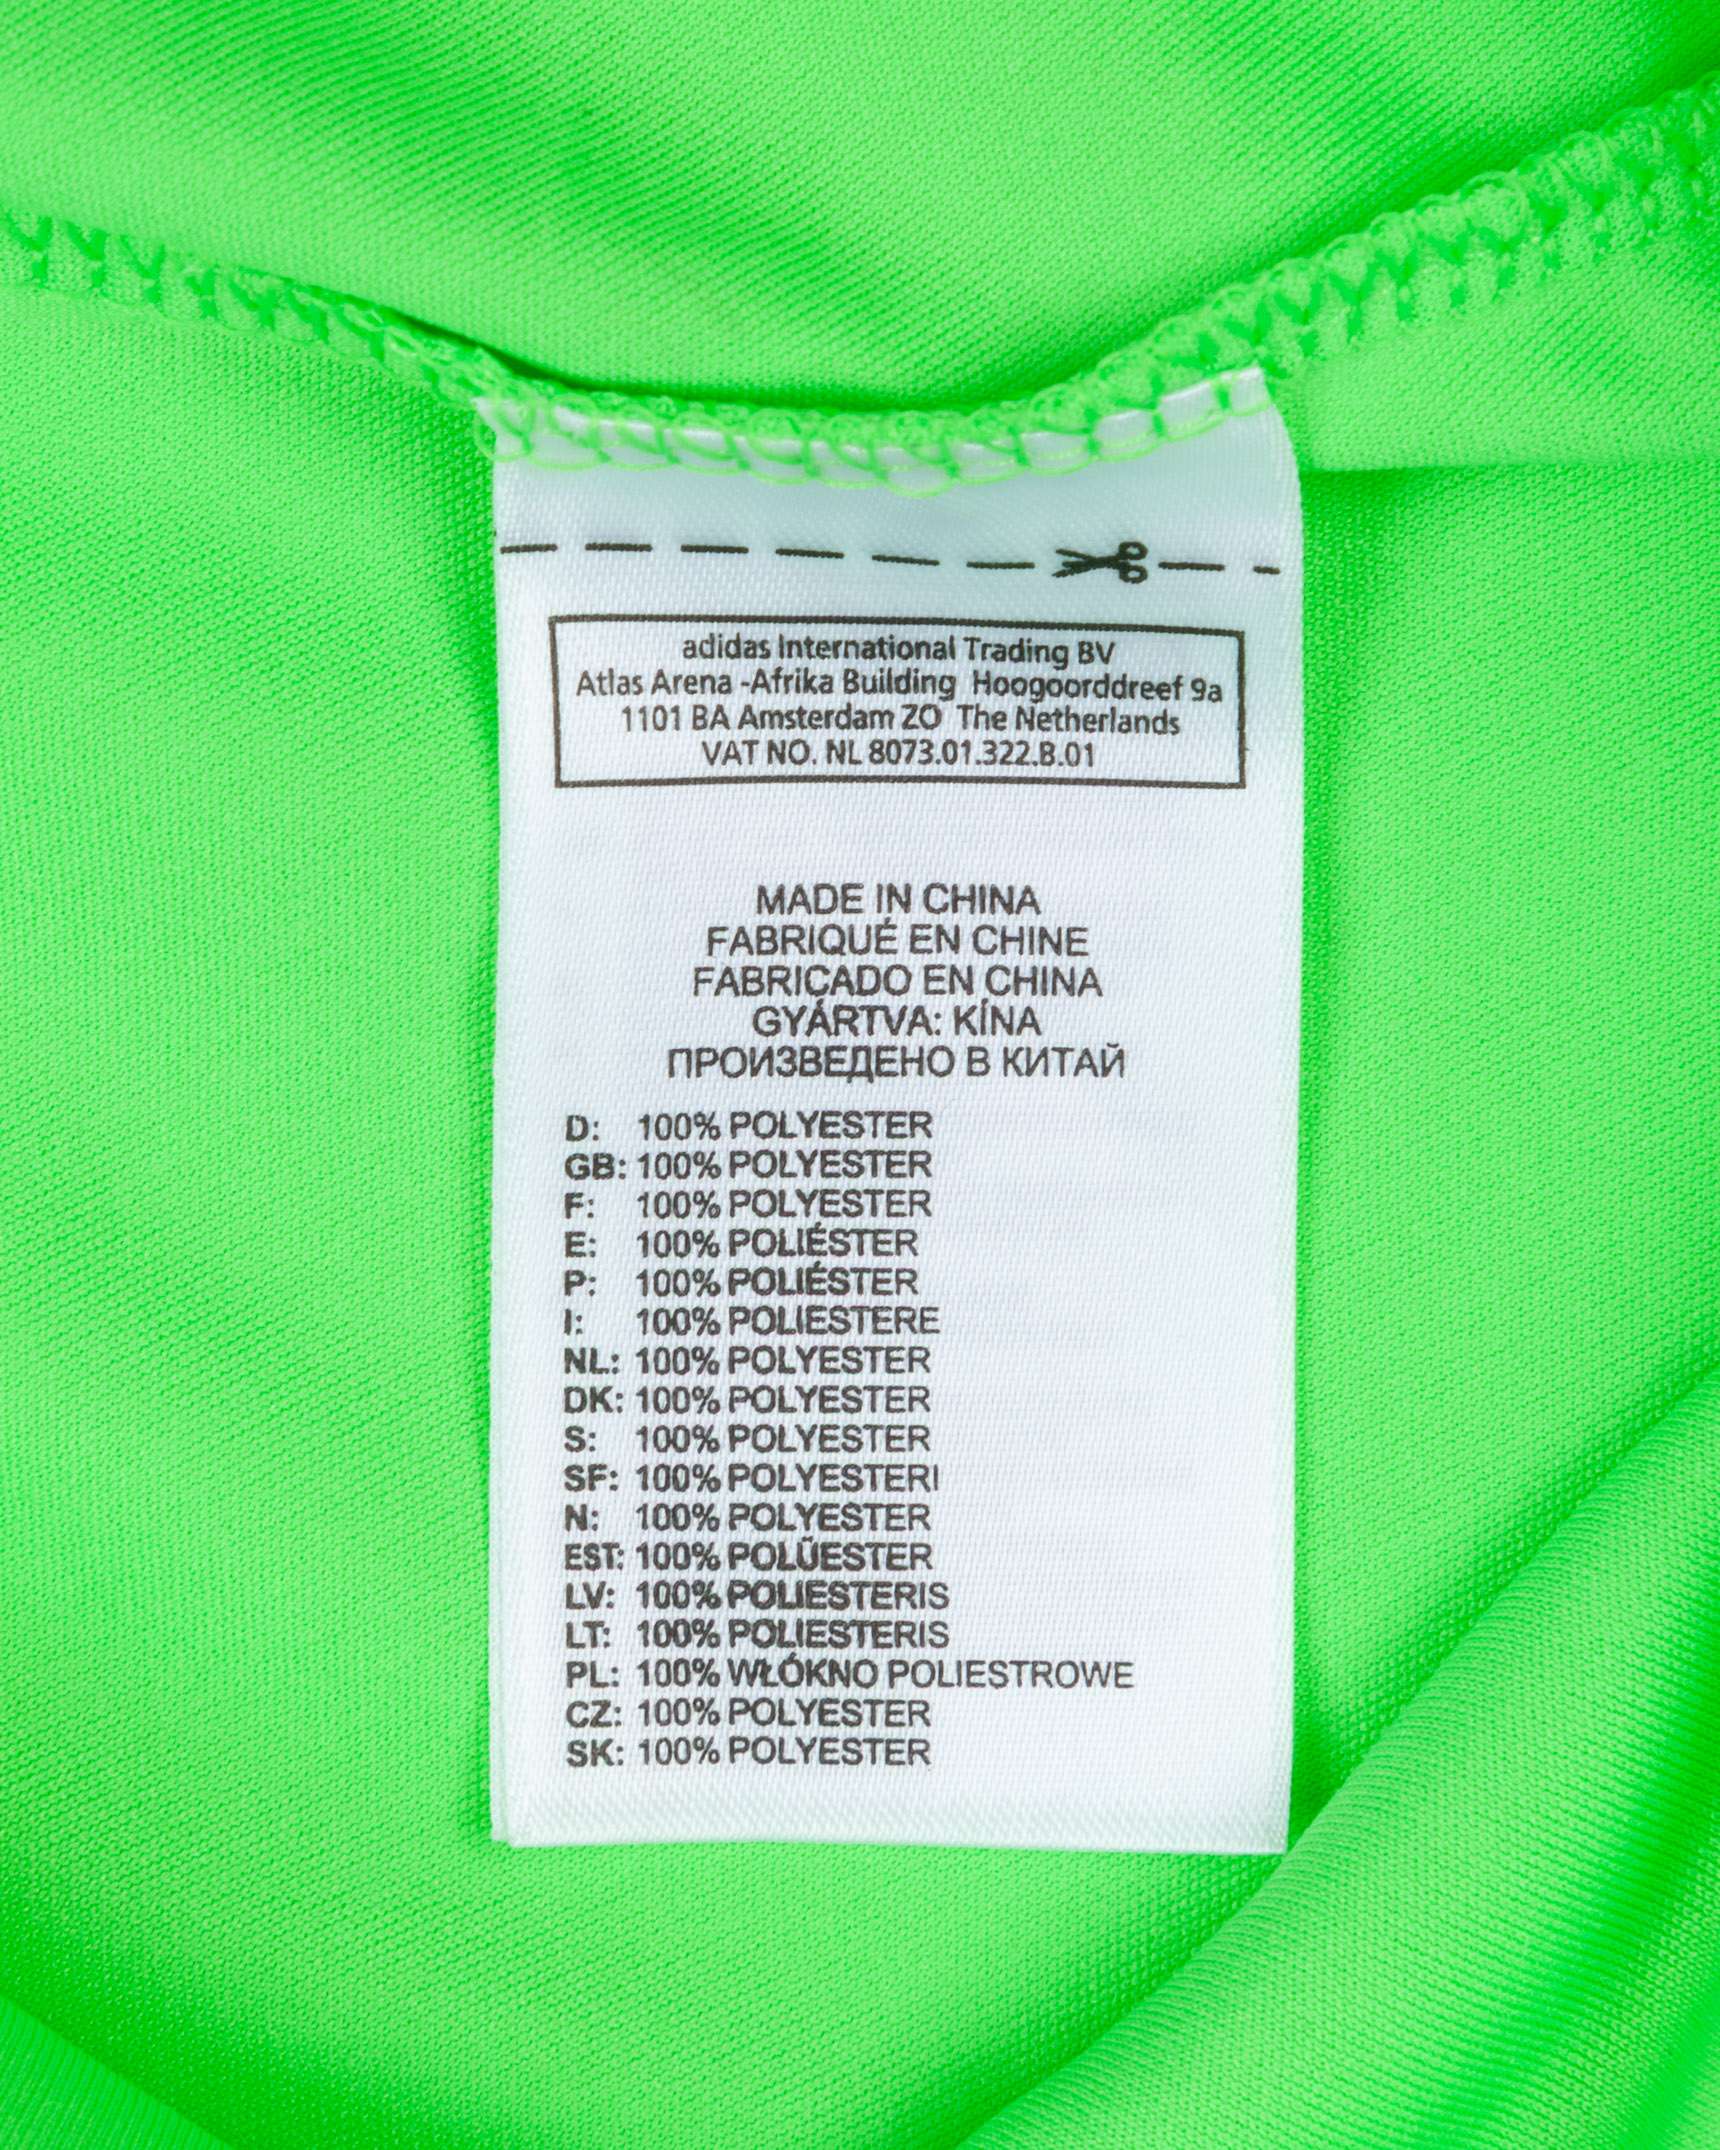 adidas International Trading BV
Atlas Arena -Afrika Building Hoogoorddreef 9a
1101 BA Amsterdam ZO The Netherlands
VAT NO. NL 8073.01.322.B.01
MADE IN CHINA
FABRIQUÉ EN CHINE
FABRICADO EN CHINA
GYÁRTVA: KÍNA
ПРОИЗВЕДЕНО В КИТАЙ
D: 100% POLYESTER
GB: 100% POLYESTER
F: 100% POLYESTER
E: 100% POLIÉSTER
P: 100% POLIÉSTER
I: 100% POLIESTERE
NL: 100% POLYESTER
DK: 100% POLYESTER
S: 100% POLYESTER
SF: 100% POLYESTERI
N: 100% POLYESTER
EST: 100% POLÜESTER
LV: 100% POLIESTERIS
LT: 100% POLIESTERIS
PL: 100% WŁÓKNO POLIESTROWE
CZ: 100% POLYESTER
SK: 100% POLYESTER